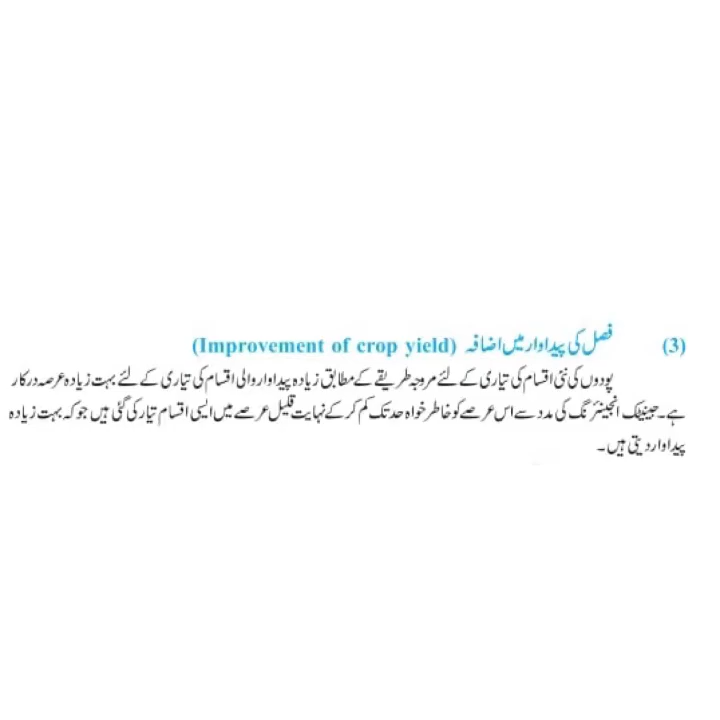 (3) فصل کی پیداوار میں اضافہ (Improvement of crop yield)
پودوں کی نئی اقسام کی تیاری کے لئے مروجہ طریقے کے مطابق زیادہ پیداوار والی اقسام کی تیاری کے لئے بہت زیادہ عرصہ درکار
ہے۔ جینیٹک انجینئرنگ کی مدد سے اس عرصے کو خاطر خواہ حد تک کم کر کے نہایت قلیل عرصے میں ایسی اقسام تیار کی گئی ہیں جو کہ بہت زیادہ
پیداوار دیتی ہیں۔